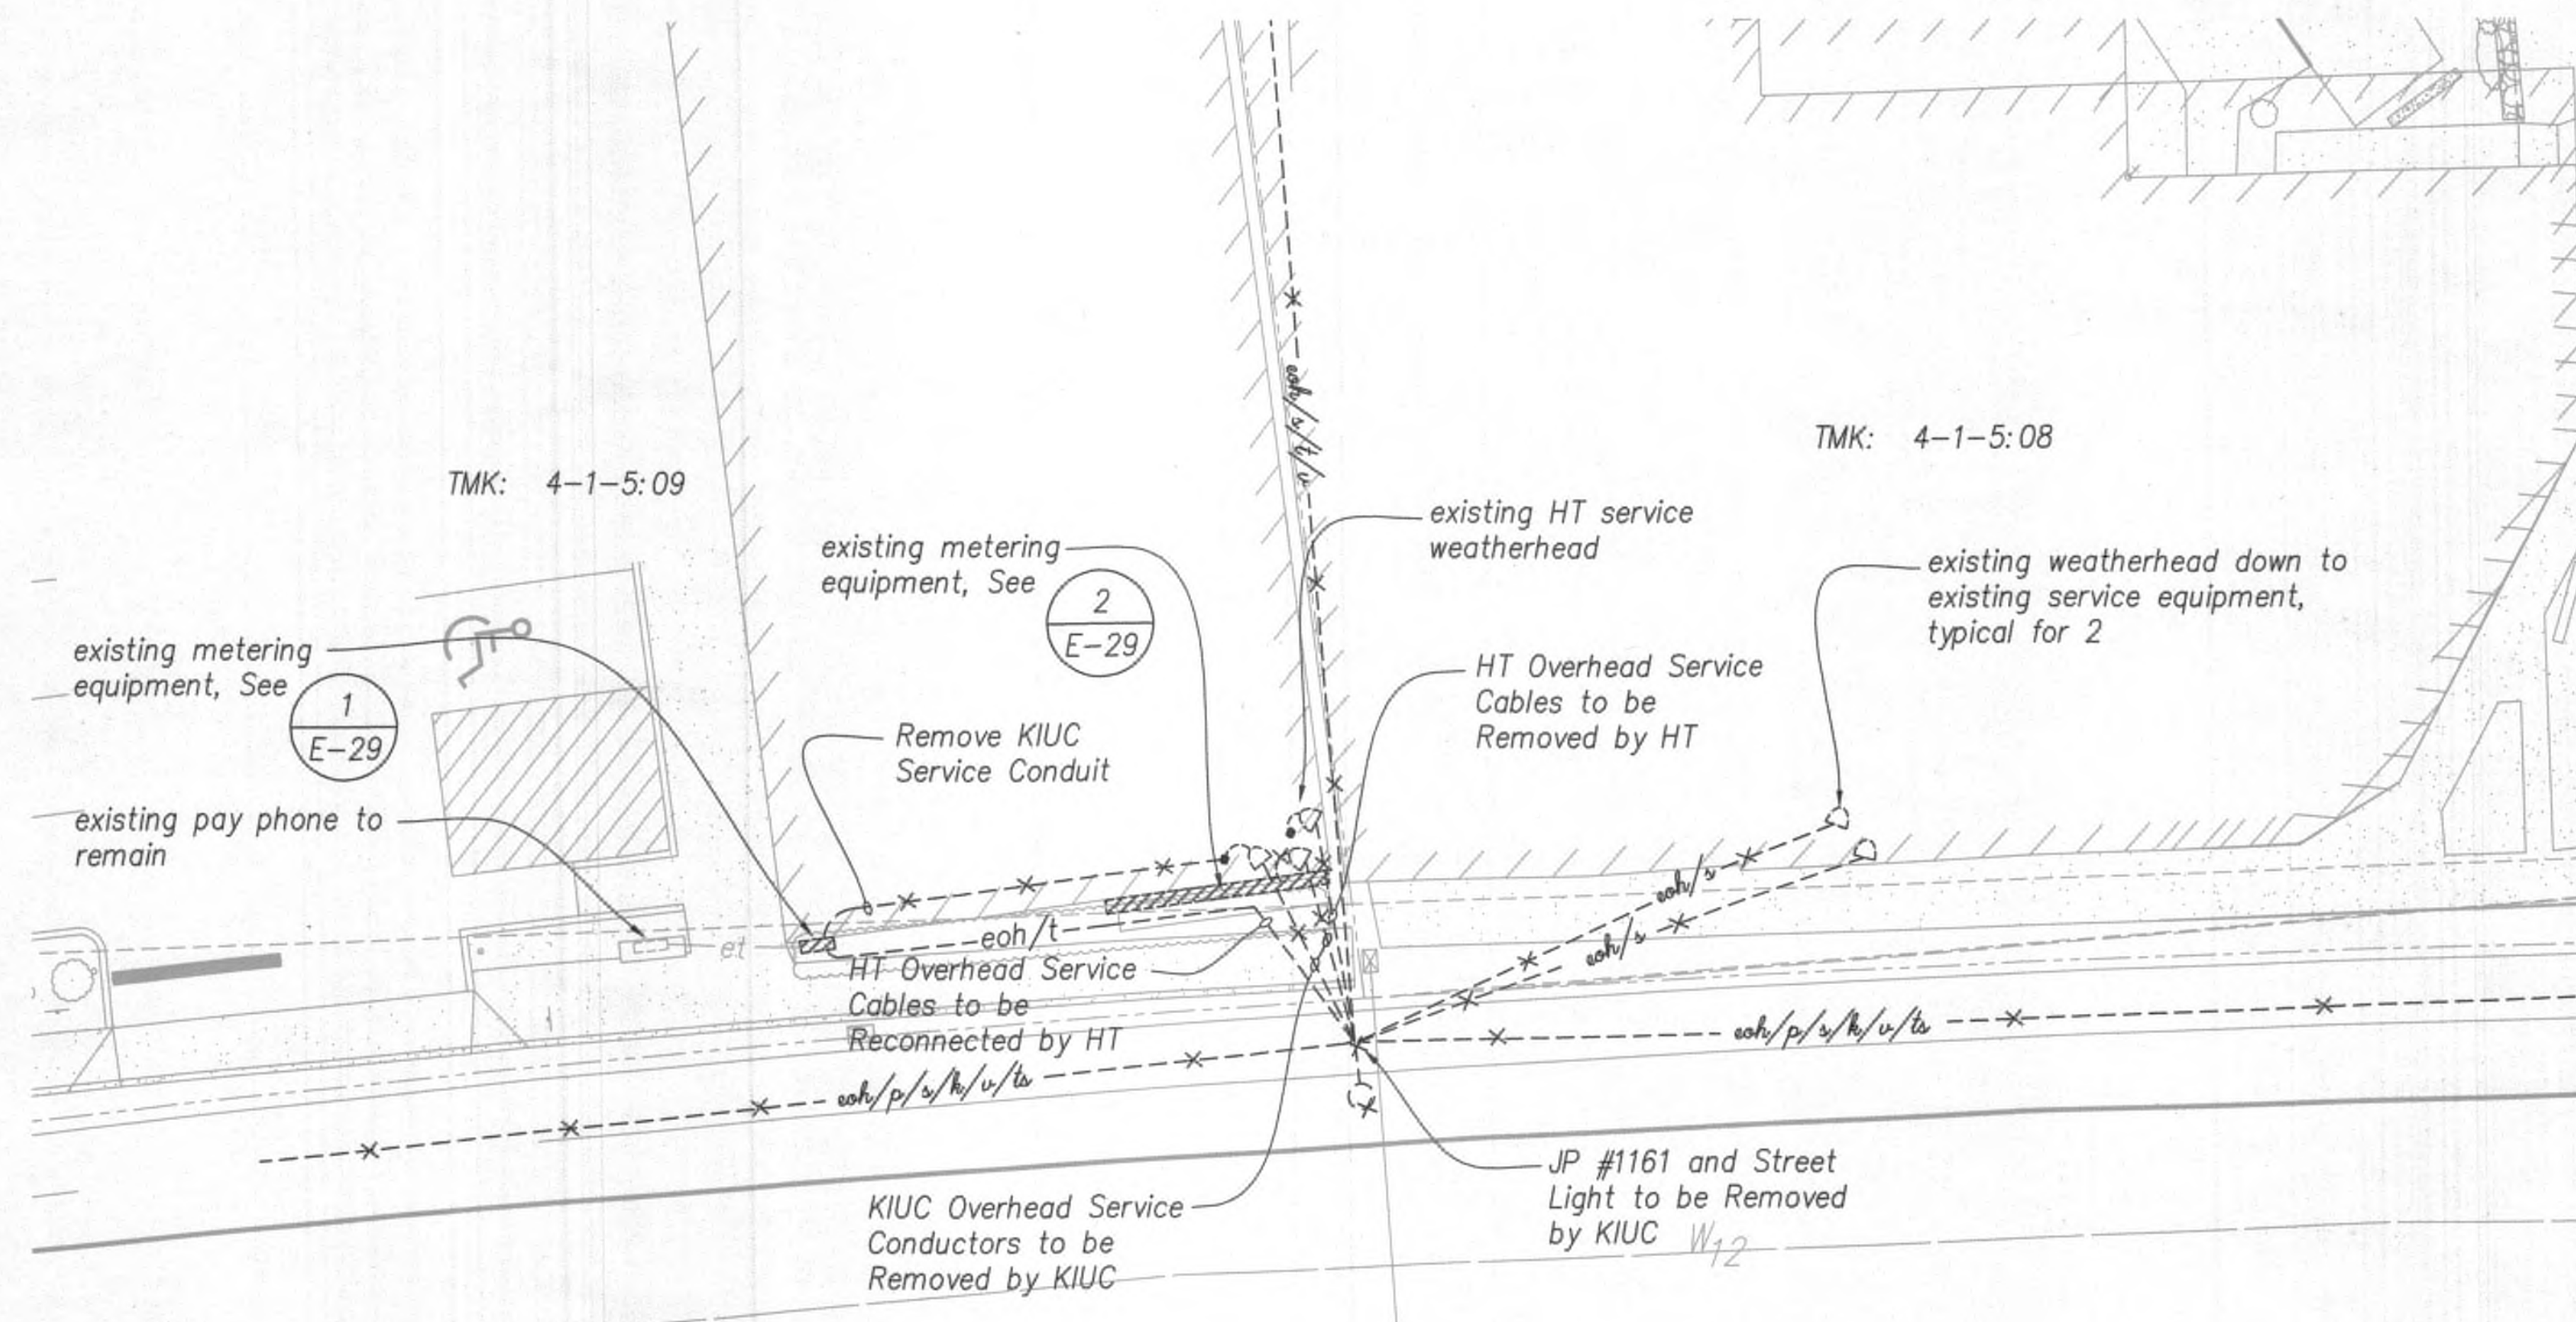 eoh/s/t/v
TMK: 4-1-5:08
TMK: 4-1-5:09
existing HT service
weatherhead
existing metering
equipment, See
2
E-29
existing weatherhead down to
existing service equipment,
typical for 2
existing metering
equipment, See
1
E-29
HT Overhead Service
Cables to be
Removed by HT
Remove KIUC
Service Conduit
existing pay phone to
remain
eoh/s
eoh/s
eoh/t
et
HT Overhead Service
Cables to be
Reconnected by HT
eoh/p/s/k/v/ts
eoh/p/s/k/v/ts
JP #1161 and Street
Light to be Removed
by KIUC
W12
KIUC Overhead Service
Conductors to be
Removed by KIUC